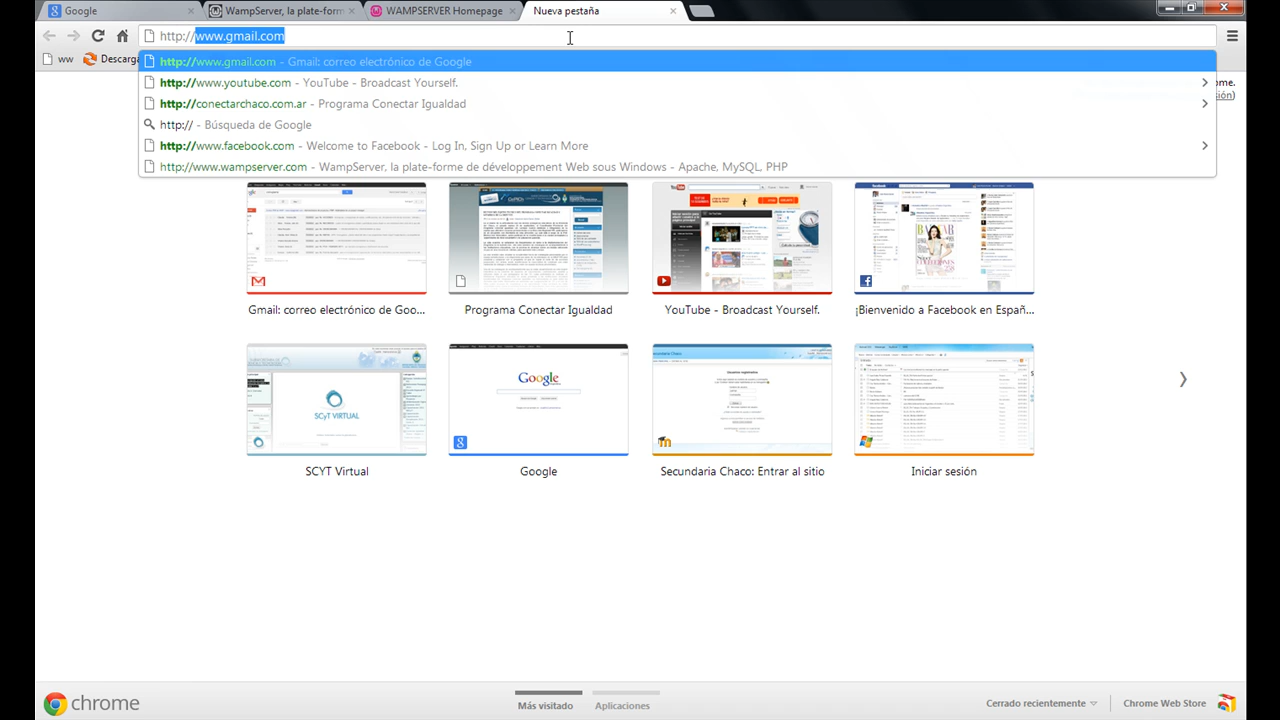 Google
WampServer, la plate-form
WAMPSERVER Homepage
Nueva pestaña
http://www.gmail.com
ww
Descarga
http://www.gmail.com - Gmail: correo electrónico de Google
http://www.youtube.com - YouTube - Broadcast Yourself.
http://conectarchaco.com.ar - Programa Conectar Igualdad
http:// - Búsqueda de Google
http://www.facebook.com - Welcome to Facebook - Log In, Sign Up or Learn More
http://www.wampserver.com - WampServer, la plate-forme de développement Web sous Windows - Apache, MySQL, PHP
me.
sión)
Gmail: correo electrónico de Goo...
Programa Conectar Igualdad
YouTube - Broadcast Yourself.
¡Bienvenido a Facebook en Españ...
SCYT VIRTUAL
Google
Secundaria Chaco
SCYT Virtual
Google
Secundaria Chaco: Entrar al sitio
Iniciar sesión
chrome
Más visitado
Aplicaciones
Cerrado recientemente
Chrome Web Store